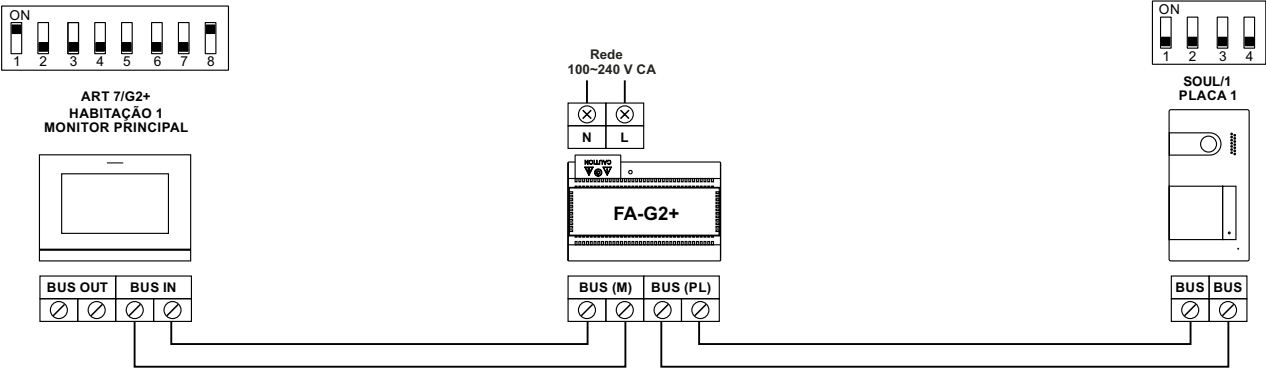 ON
1 2 3 4 5 6 7 8
ART 7/G2+
HABITAÇÃO 1
MONITOR PRINCIPAL
BUS OUT BUS IN
Rede
100~240 V CA
N L
CAUTION
FA-G2+
BUS (M) BUS (PL)
ON
1 2 3 4
SOUL/1
PLACA 1
BUS BUS